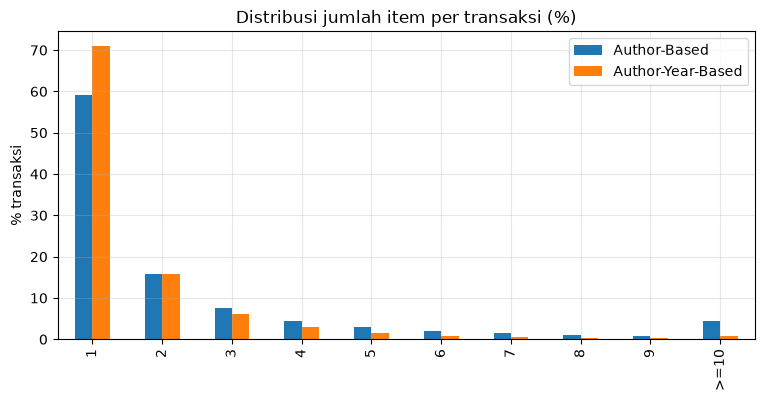 Distribusi jumlah item per transaksi (%)
Author-Based
Author-Year-Based
% transaksi
70
60
50
40
30
20
10
0
1 2 3 4 5 6 7 8 9 >=10